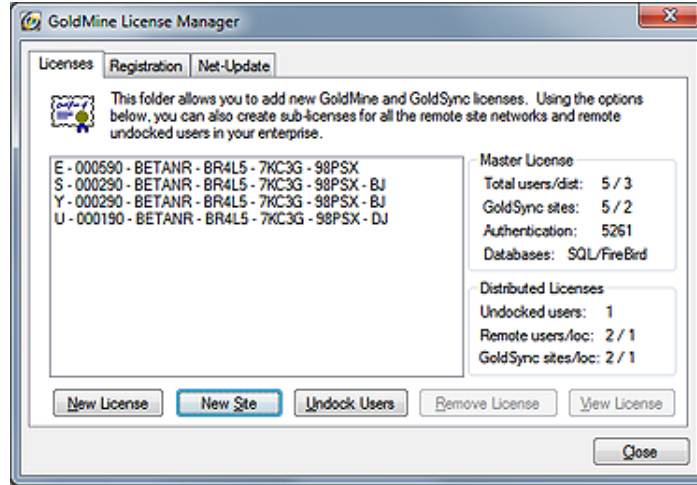 GoldMine License Manager
Licenses Registration Net-Update
This folder allows you to add new GoldMine and GoldSync licenses. Using the options
below, you can also create sub-licenses for all the remote site networks and remote
undocked users in your enterprise.
E - 000590 - BETANR - BR4L5 - 7KC3G - 98PSX
S - 000290 - BETANR - BR4L5 - 7KC3G - 98PSX - BJ
Y - 000290 - BETANR - BR4L5 - 7KC3G - 98PSX - BJ
U - 000190 - BETANR - BR4L5 - 7KC3G - 98PSX - DJ
Master License
Total users/dist: 5 / 3
GoldSync sites: 5 / 2
Authentication: 5261
Databases: SQL/FireBird
Distributed Licenses
Undocked users: 1
Remote users/loc: 2 / 1
GoldSync sites/loc: 2 / 1
New License New Site Undock Users Remove License View License
Close